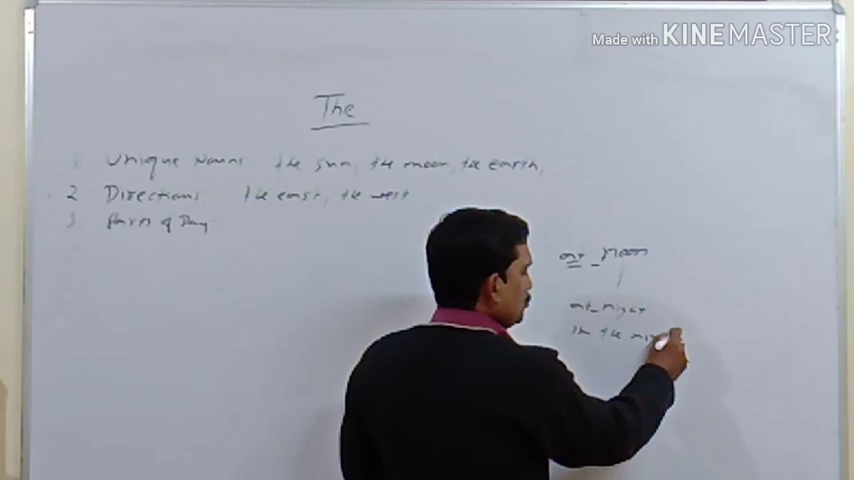 Made with KINEMASTER
The
1 Unique Nouns the sun, the moon, the earth,
2 Directions the east, the west
3 Parts of Day
at _ noon
at _ night
in the ni